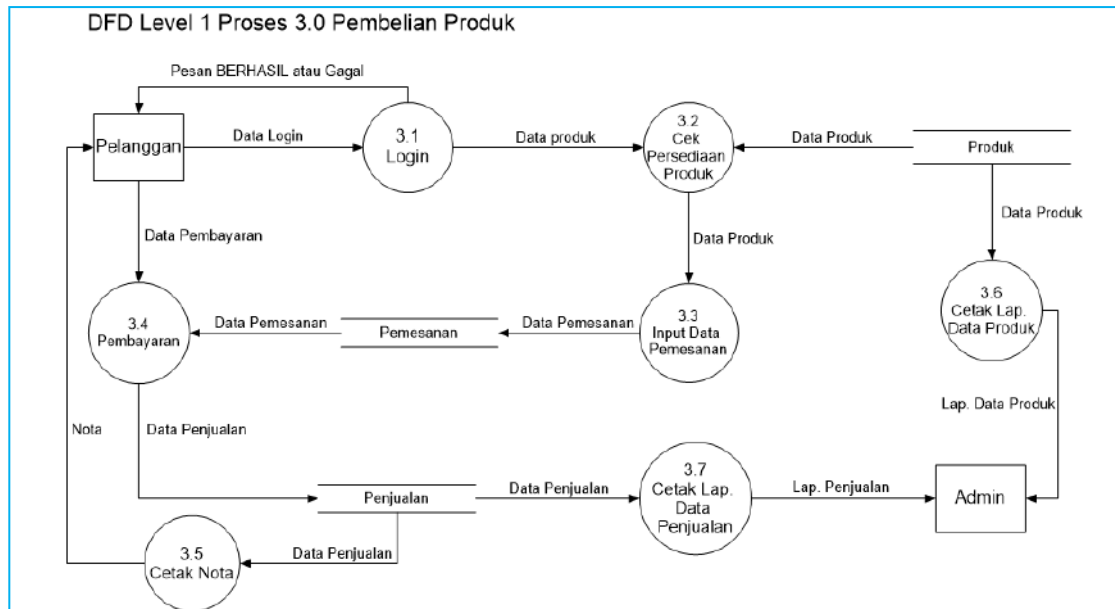 DFD Level 1 Proses 3.0 Pembelian Produk
Pesan BERHASIL atau Gagal
Pelanggan
Data Login
3.1
Login
Data produk
3.2
Cek
Persediaan
Produk
Data Produk
Produk
Data Pembayaran
Data Produk
Data Produk
3.4
Pembayaran
Data Pemesanan
Pemesanan
Data Pemesanan
3.3
Input Data
Pemesanan
3.6
Cetak Lap.
Data Produk
Lap. Data Produk
Nota
Data Penjualan
Penjualan
Data Penjualan
3.7
Cetak Lap.
Data
Penjualan
Lap. Penjualan
Admin
3.5
Cetak Nota
Data Penjualan